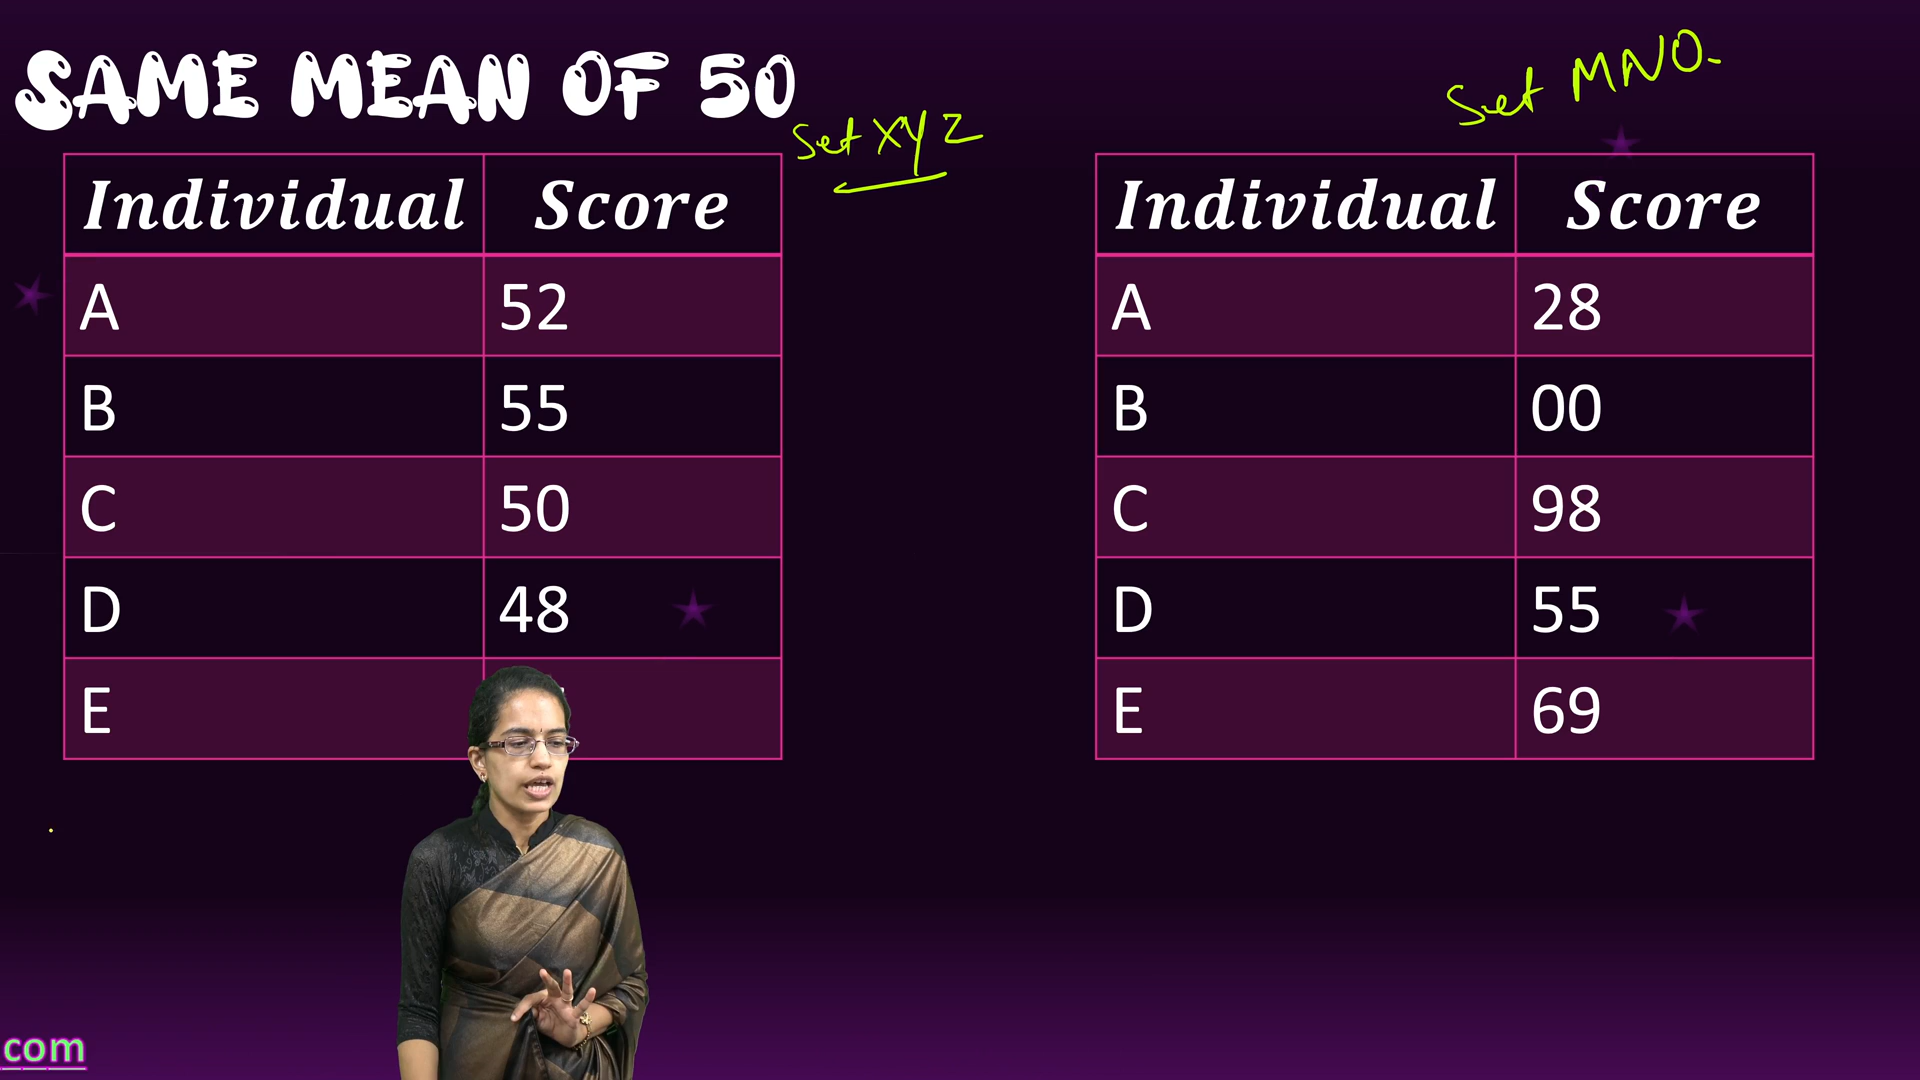 SAME MEAN OF 50
Set XYZ
Individual Score
A 52
B 55
C 50
D 48
E
Set MNO.
Individual Score
A 28
B 00
C 98
D 55
E 69
com